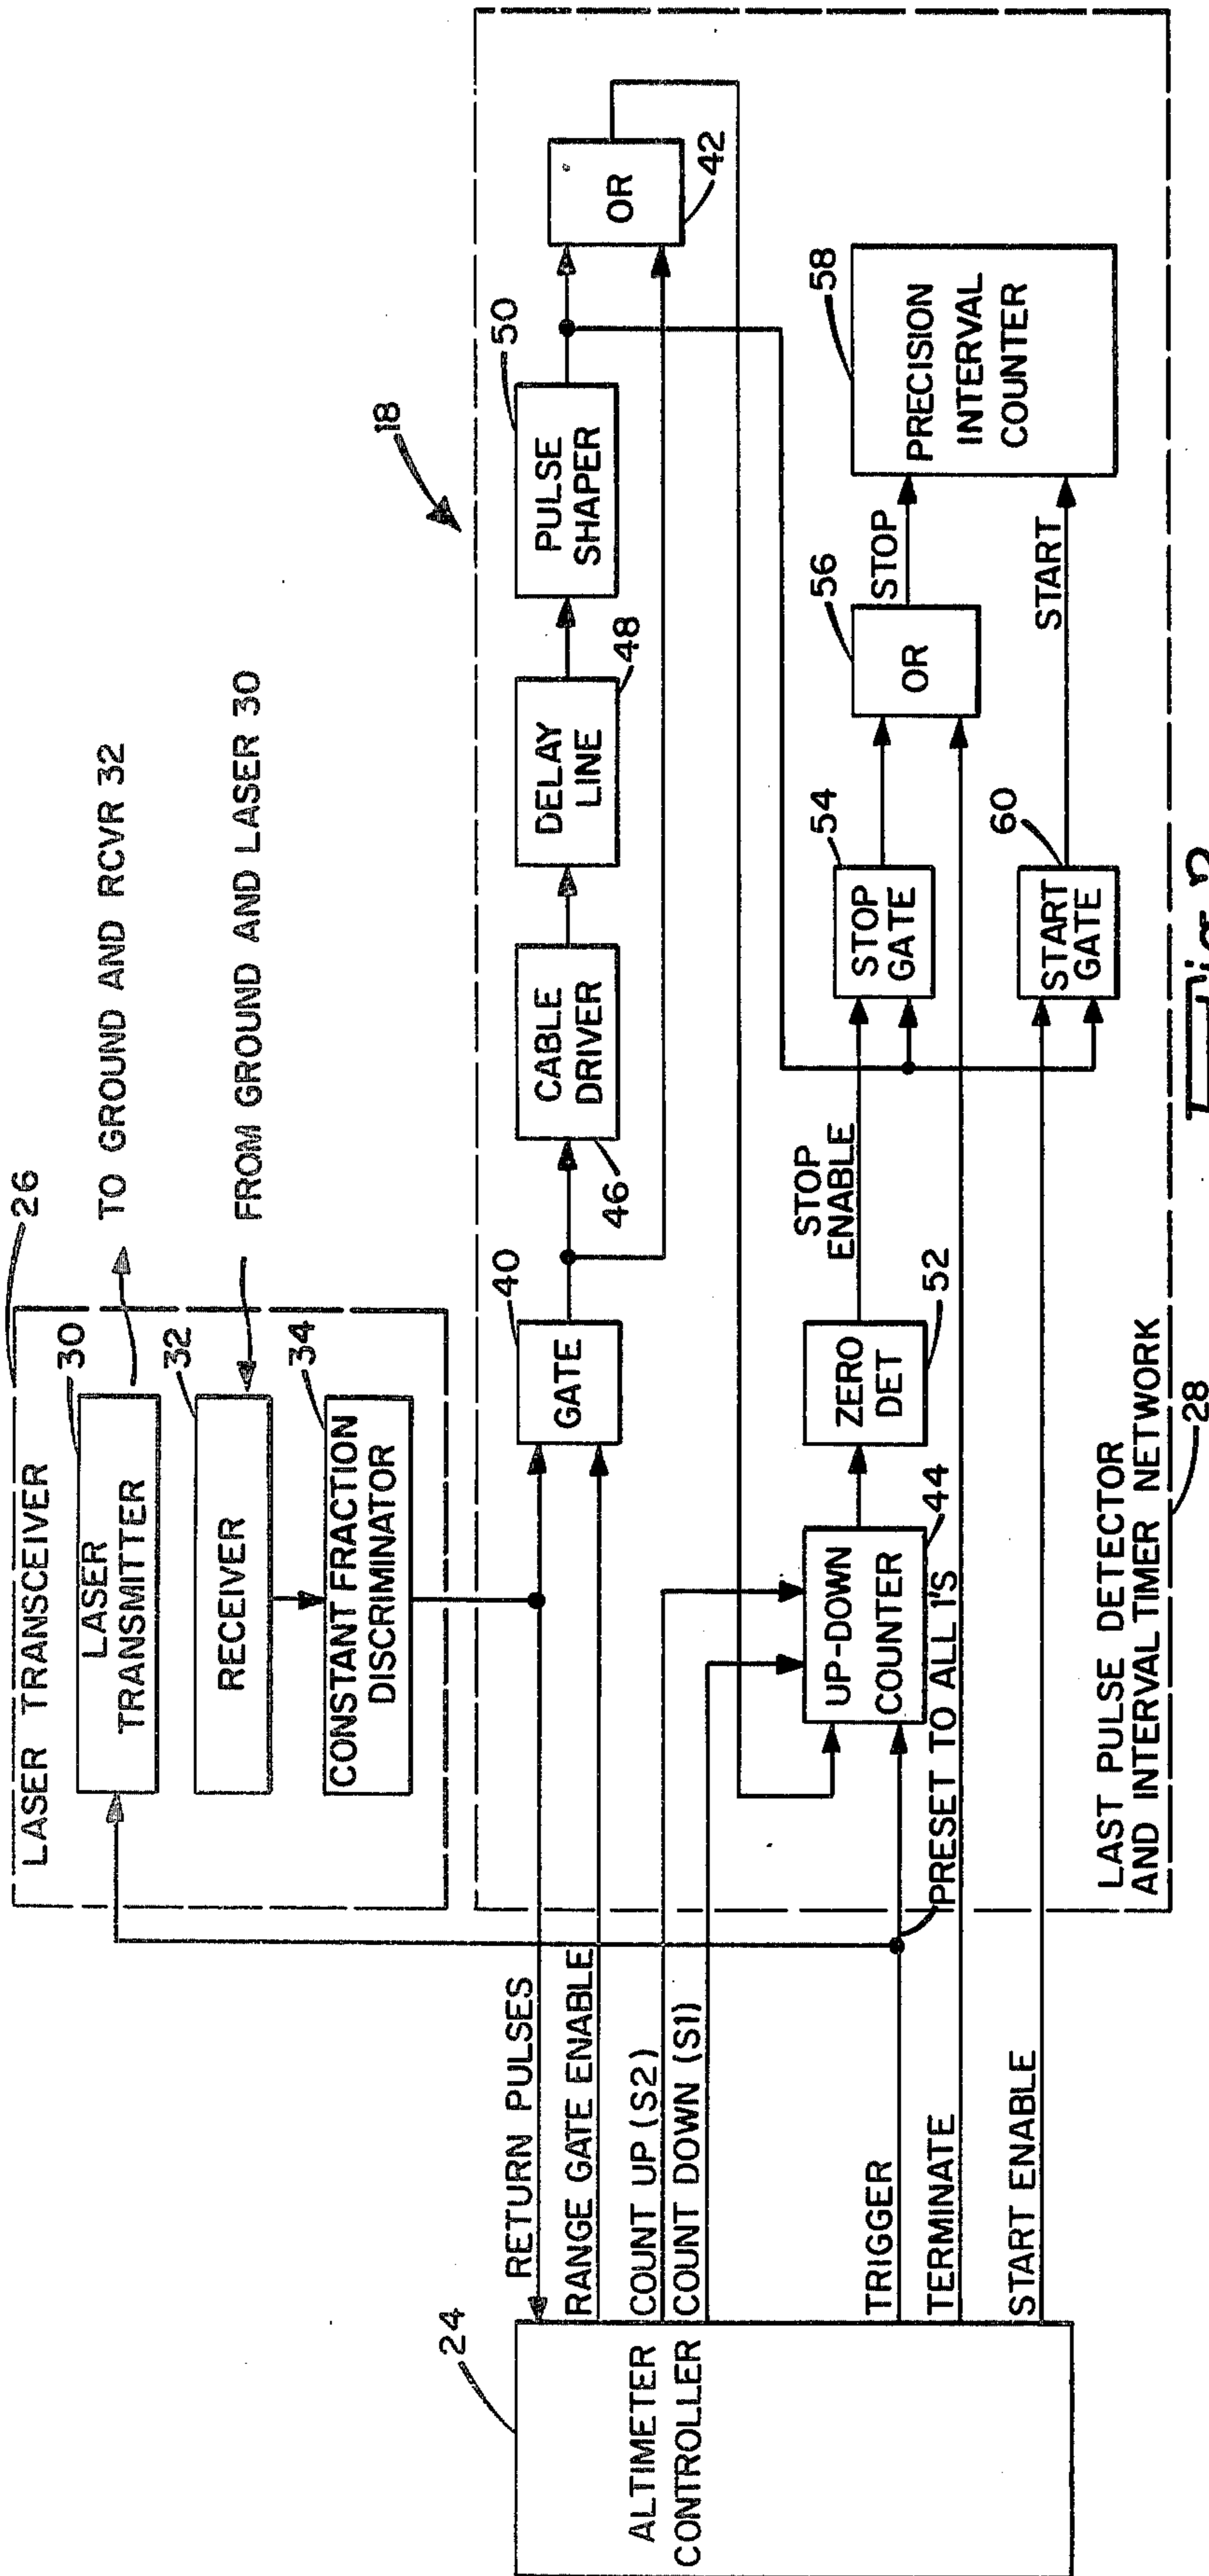 26
LASER TRANSCEIVER
30
LASER
TRANSMITTER
TO GROUND AND RCVR 32
32
RECEIVER
FROM GROUND AND LASER 30
34
CONSTANT FRACTION
DISCRIMINATOR
18
24
ALTIMETER
CONTROLLER
RETURN PULSES
RANGE GATE ENABLE
COUNT UP (S2)
COUNT DOWN (S1)
TRIGGER
TERMINATE
START ENABLE
40
GATE
46
CABLE
DRIVER
DELAY
LINE
48
50
PULSE
SHAPER
OR
42
UP-DOWN
COUNTER
44
PRESET TO ALL 1'S
ZERO
DET
52
STOP
ENABLE
54
STOP
GATE
56
OR
STOP
58
PRECISION
INTERVAL
COUNTER
60
START
GATE
START
LAST PULSE DETECTOR
AND INTERVAL TIMER NETWORK
28